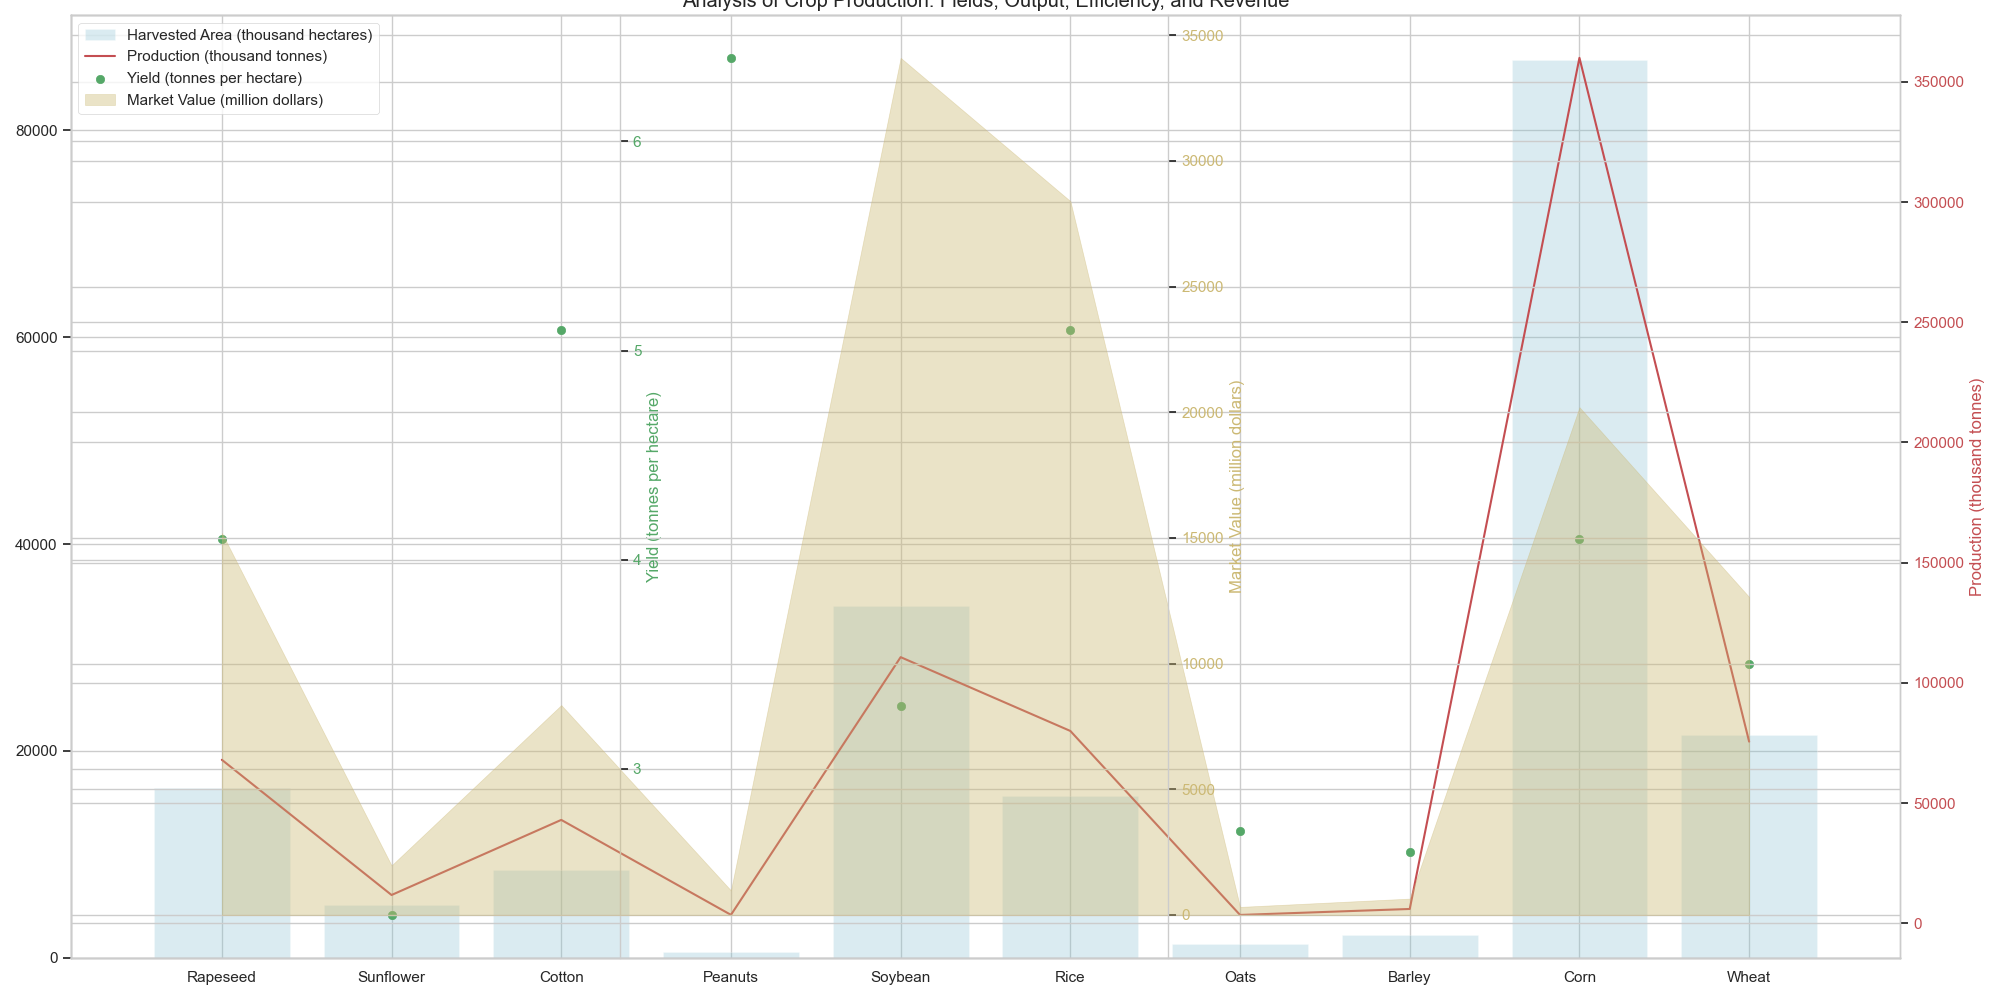 Analysis of Crop Production: Fields, Output, Efficiency, and Revenue
Harvested Area (thousand hectares)
Production (thousand tonnes)
Yield (tonnes per hectare)
Market Value (million dollars)
80000
60000
40000
20000
0
6
5
4
3
Yield (tonnes per hectare)
35000
30000
25000
20000
15000
10000
5000
0
Market Value (million dollars)
350000
300000
250000
200000
150000
100000
50000
0
Production (thousand tonnes)
Rapeseed
Sunflower
Cotton
Peanuts
Soybean
Rice
Oats
Barley
Corn
Wheat